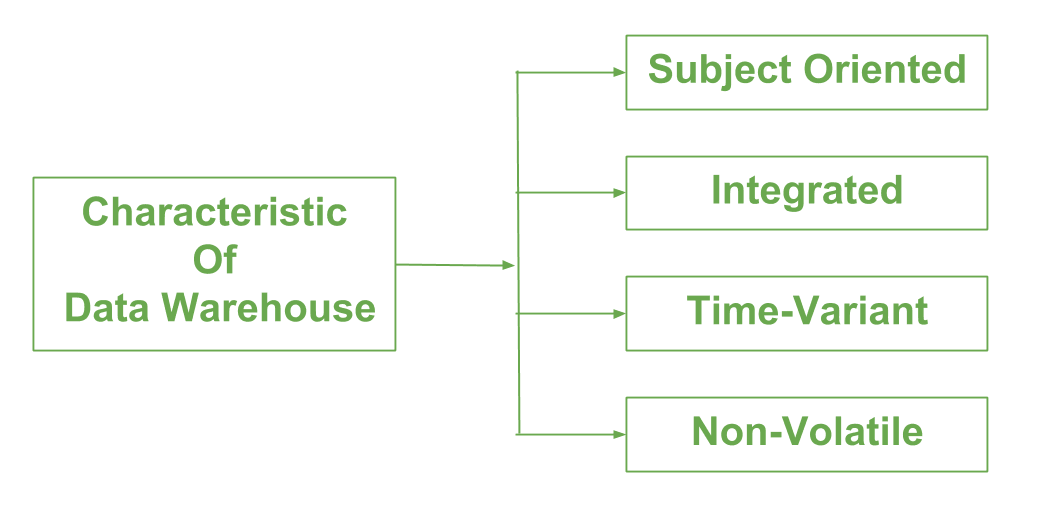 Characteristic
Of
Data Warehouse
Subject Oriented
Integrated
Time-Variant
Non-Volatile